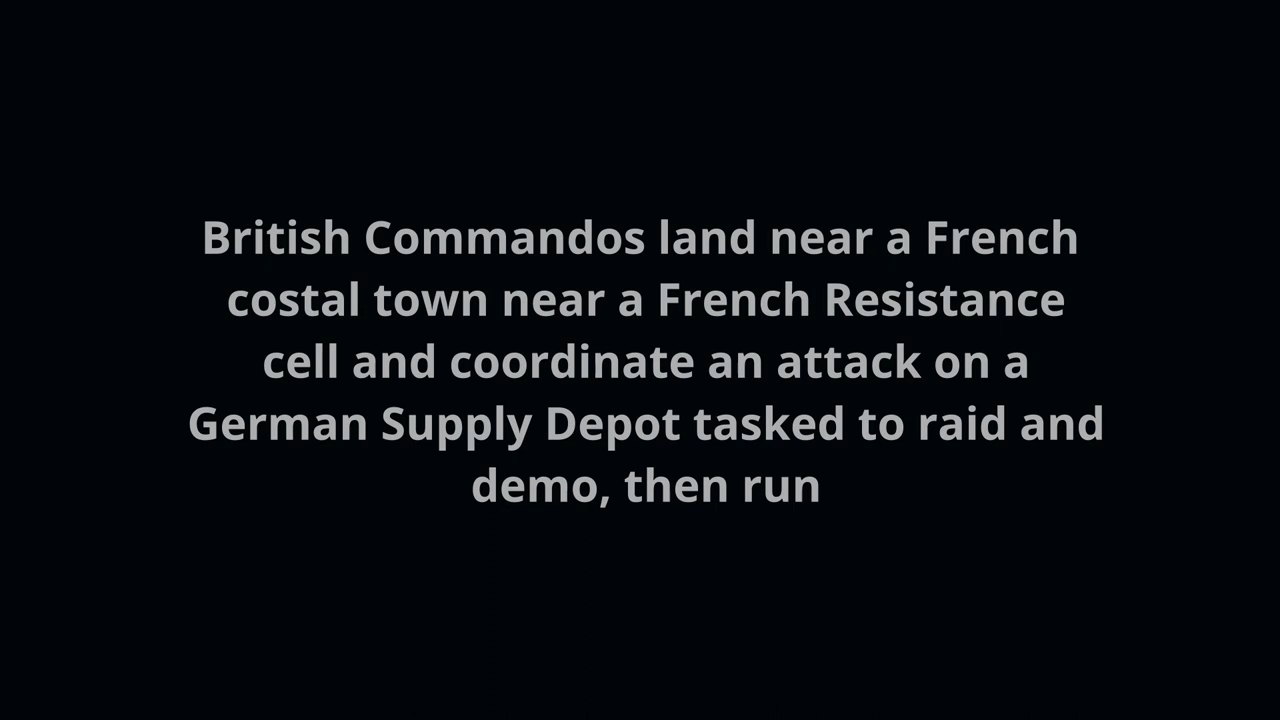 British Commandos land near a French
costal town near a French Resistance
cell and coordinate an attack on a
German Supply Depot tasked to raid and
demo, then run